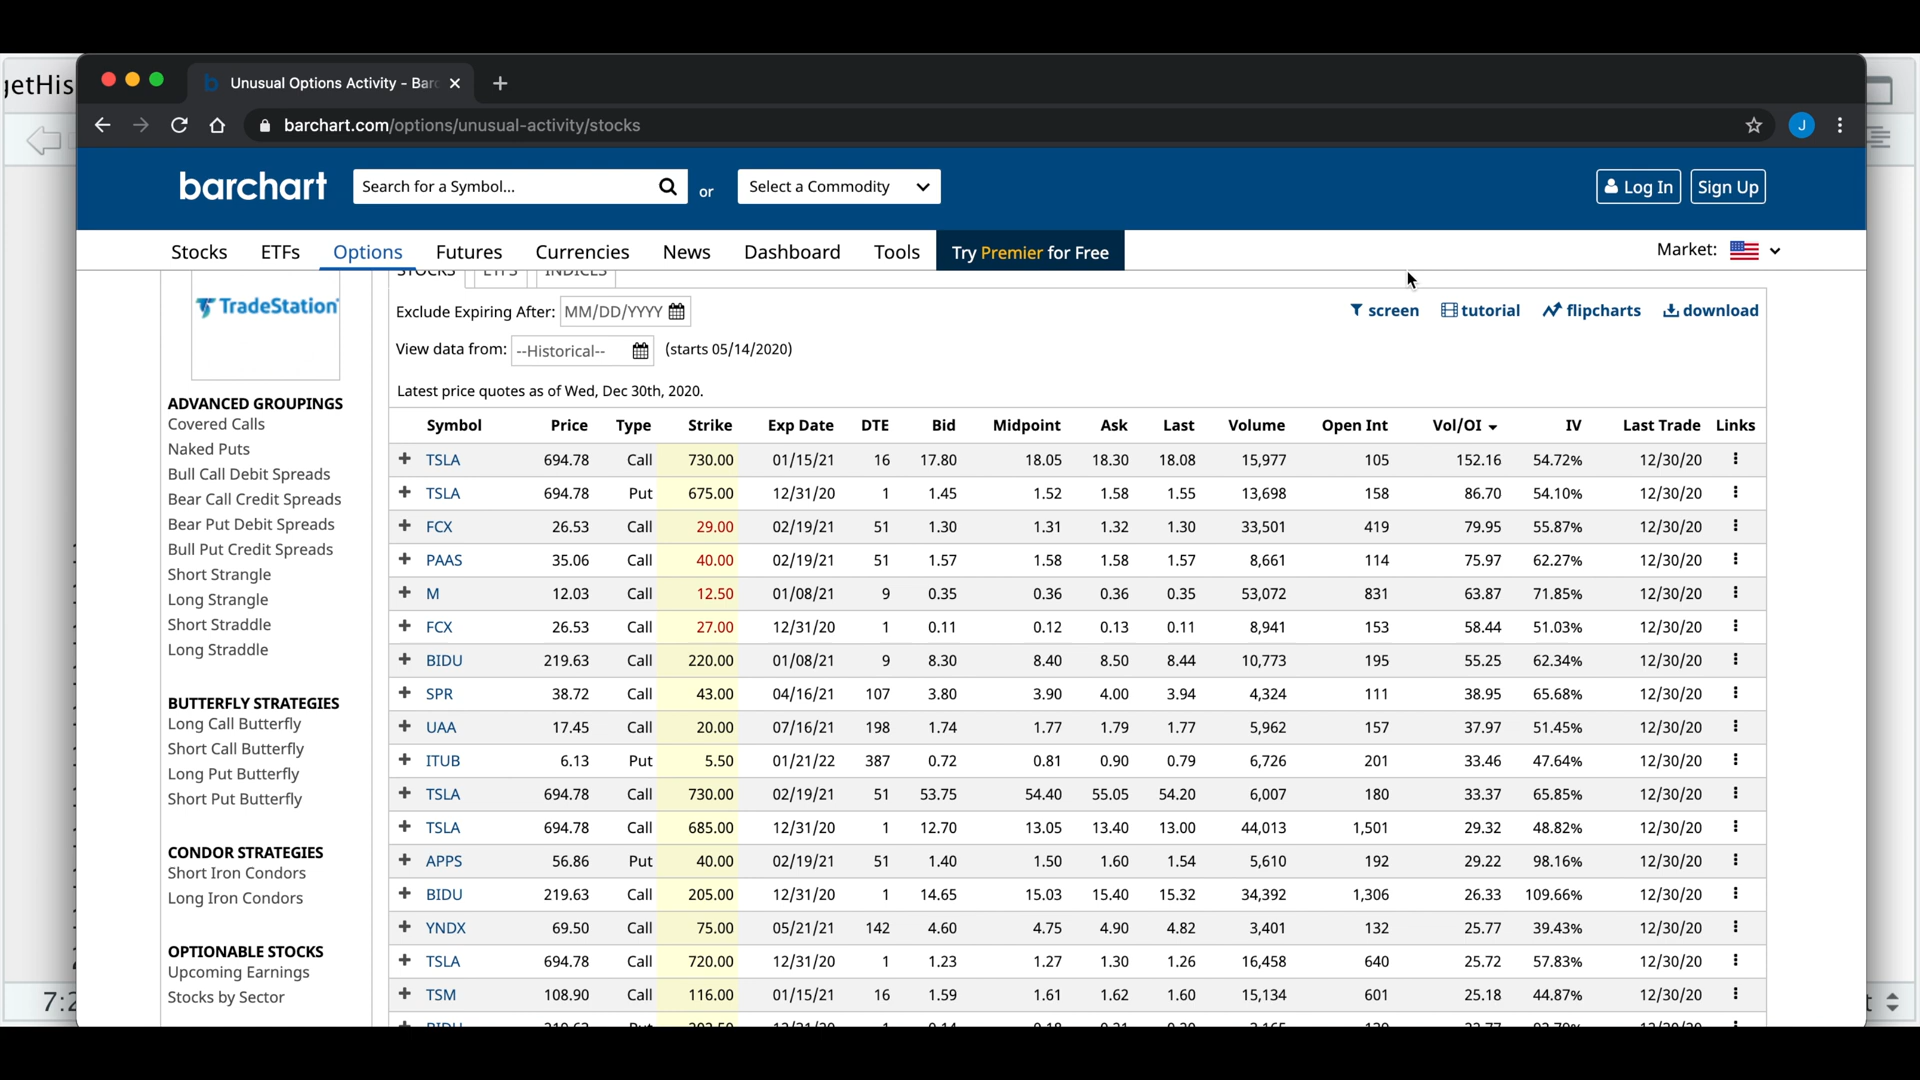 getHis
Unusual Options Activity - Bar
barchart.com/options/unusual-activity/stocks
J
barchart
Search for a Symbol...
or
Select a Commodity
Log In
Sign Up
Stocks
ETFs
Options
Futures
Currencies
News
Dashboard
Tools
Try Premier for Free
Market:
STOCKS
ETFS
INDICES
TradeStation
Exclude Expiring After: MM/DD/YYYY
screen
tutorial
flipcharts
download
View data from: --Historical-- (starts 05/14/2020)
Latest price quotes as of Wed, Dec 30th, 2020.
ADVANCED GROUPINGS
Covered Calls
Naked Puts
Bull Call Debit Spreads
Bear Call Credit Spreads
Bear Put Debit Spreads
Bull Put Credit Spreads
Short Strangle
Long Strangle
Short Straddle
Long Straddle
BUTTERFLY STRATEGIES
Long Call Butterfly
Short Call Butterfly
Long Put Butterfly
Short Put Butterfly
CONDOR STRATEGIES
Short Iron Condors
Long Iron Condors
OPTIONABLE STOCKS
Upcoming Earnings
Stocks by Sector
Symbol Price Type Strike Exp Date DTE Bid Midpoint Ask Last Volume Open Int Vol/OI IV Last Trade Links
TSLA 694.78 Call 730.00 01/15/21 16 17.80 18.05 18.30 18.08 15,977 105 152.16 54.72% 12/30/20
TSLA 694.78 Put 675.00 12/31/20 1 1.45 1.52 1.58 1.55 13,698 158 86.70 54.10% 12/30/20
FCX 26.53 Call 29.00 02/19/21 51 1.30 1.31 1.32 1.30 33,501 419 79.95 55.87% 12/30/20
PAAS 35.06 Call 40.00 02/19/21 51 1.57 1.58 1.58 1.57 8,661 114 75.97 62.27% 12/30/20
M 12.03 Call 12.50 01/08/21 9 0.35 0.36 0.36 0.35 53,072 831 63.87 71.85% 12/30/20
FCX 26.53 Call 27.00 12/31/20 1 0.11 0.12 0.13 0.11 8,941 153 58.44 51.03% 12/30/20
BIDU 219.63 Call 220.00 01/08/21 9 8.30 8.40 8.50 8.44 10,773 195 55.25 62.34% 12/30/20
SPR 38.72 Call 43.00 04/16/21 107 3.80 3.90 4.00 3.94 4,324 111 38.95 65.68% 12/30/20
UAA 17.45 Call 20.00 07/16/21 198 1.74 1.77 1.79 1.77 5,962 157 37.97 51.45% 12/30/20
ITUB 6.13 Put 5.50 01/21/22 387 0.72 0.81 0.90 0.79 6,726 201 33.46 47.64% 12/30/20
TSLA 694.78 Call 730.00 02/19/21 51 53.75 54.40 55.05 54.20 6,007 180 33.37 65.85% 12/30/20
TSLA 694.78 Call 685.00 12/31/20 1 12.70 13.05 13.40 13.00 44,013 1,501 29.32 48.82% 12/30/20
APPS 56.86 Put 40.00 02/19/21 51 1.40 1.50 1.60 1.54 5,610 192 29.22 98.16% 12/30/20
BIDU 219.63 Call 205.00 12/31/20 1 14.65 15.03 15.40 15.32 34,392 1,306 26.33 109.66% 12/30/20
YNDX 69.50 Call 75.00 05/21/21 142 4.60 4.75 4.90 4.82 3,401 132 25.77 39.43% 12/30/20
TSLA 694.78 Call 720.00 12/31/20 1 1.23 1.27 1.30 1.26 16,458 640 25.72 57.83% 12/30/20
TSM 108.90 Call 116.00 01/15/21 16 1.59 1.61 1.62 1.60 15,134 601 25.18 44.87% 12/30/20
7:2